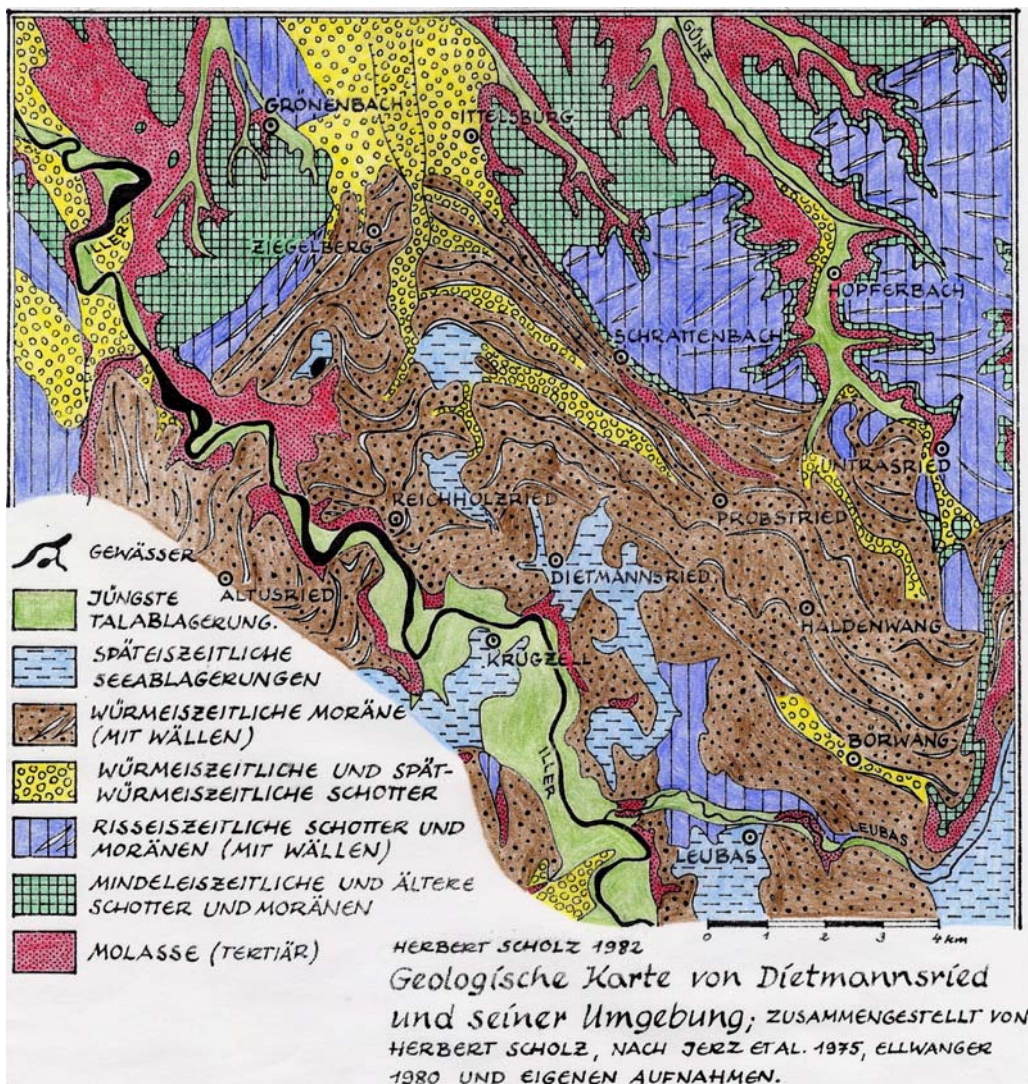 GÜNZ
GRÖNENBACH
ITTELSBURG
ILLER
ZIEGELBERG
HOPFERBACH
SCHRATTENBACH
UNTRASRIED
REICHHOLZRIED
PROBSTRIED
GEWÄSSER
DIETMANNSRIED
ALTUSRIED
JÜNGSTE
TALABLAGERUNG.
HALDENWANG
KRUGZELL
SPÄTEISZEITLICHE
SEEABLAGERUNGEN
WÜRMEISZEITLICHE MORÄNE
(MIT WÄLLEN)
BÖRWANG
ILLER
WÜRMEISZEITLICHE UND SPÄT-
WÜRMEISZEITLICHE SCHOTTER
RISSEISZEITLICHE SCHOTTER UND
MORÄNEN (MIT WÄLLEN)
LEUBAS
LEUBAS
MINDELEISZEITLICHE UND ÄLTERE
SCHOTTER UND MORÄNEN
MOLASSE (TERTIÄR)
0 1 2 3 4 km
HERBERT SCHOLZ 1982
Geologische Karte von Dietmannsried
und seiner Umgebung; ZUSAMMENGESTELLT VON
HERBERT SCHOLZ, NACH JERZ ET AL. 1975, ELLWANGER
1980 UND EIGENEN AUFNAHMEN.